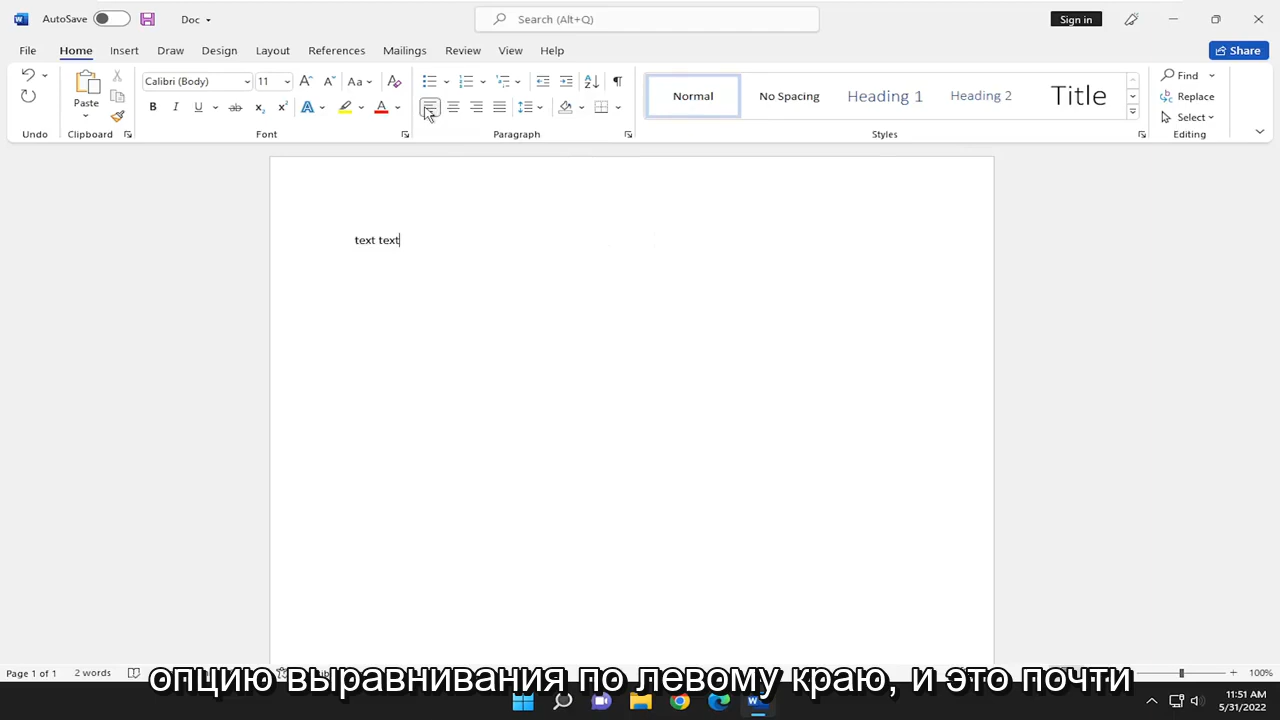 AutoSave
Doc
Search (Alt+Q)
Sign in
File Home Insert Draw Design Layout References Mailings Review View Help
Share
Paste
Calibri (Body) 11
Normal
No Spacing
Heading 1
Heading 2
Title
Find
Replace
Select
Undo Clipboard Font Paragraph Styles Editing
text text
Page 1 of 1 2 words
100%
опцию выравнивания по левому краю, и это почти
11:51 AM
5/31/2022